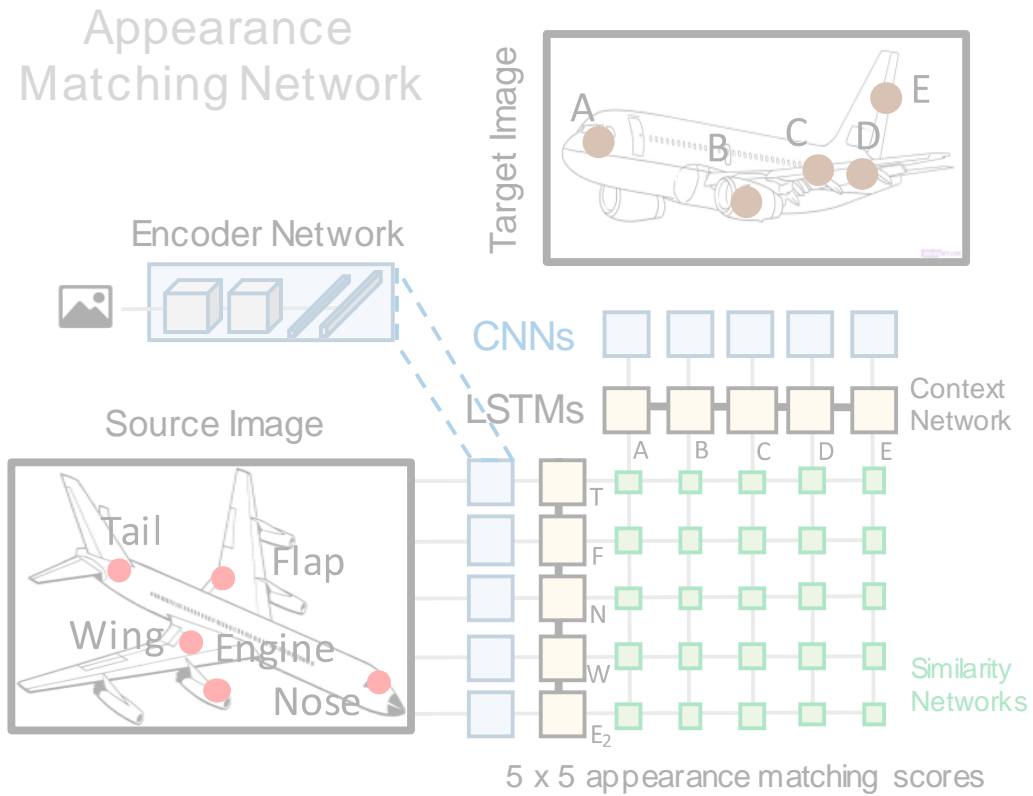 Appearance
Matching Network
Target Image
A
B
C
D
E
Encoder Network
CNNs
LSTMs
Context
Network
Source Image
A B C D E
T
F
N
W
E2
Tail
Flap
Wing
Engine
Nose
Similarity
Networks
5 x 5 appearance matching scores